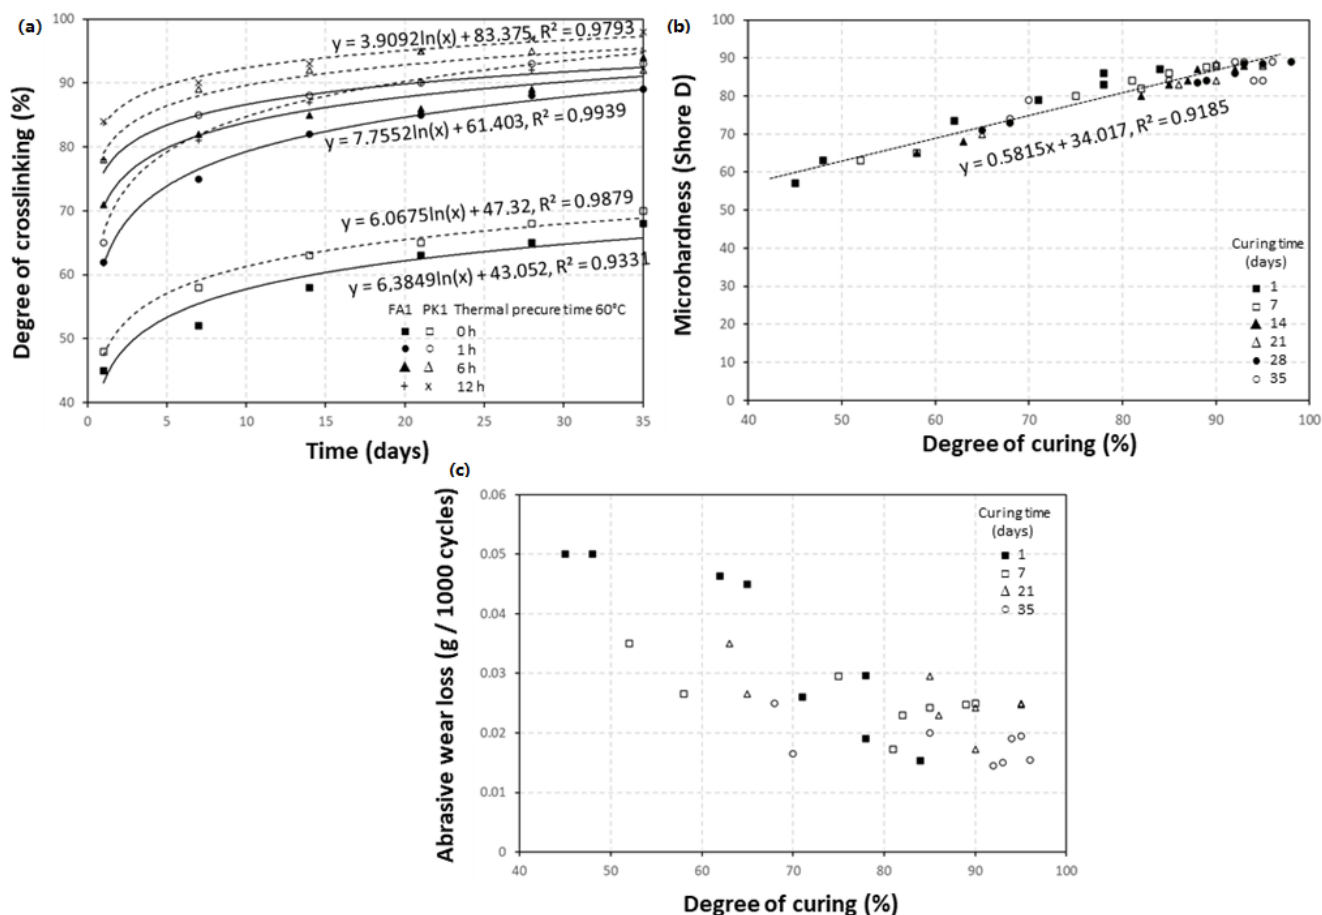 (a)
Degree of crosslinking (%)
100
90
80
70
60
50
40
y = 3.9092ln(x) + 83.375, R² = 0.9793
y = 7.7552ln(x) + 61.403, R² = 0.9939
y = 6.0675ln(x) + 47.32, R² = 0.9879
y = 6.3849ln(x) + 43.052, R² = 0.9331
FA1 PK1 Thermal precure time 60°C
0 h
1 h
6 h
12 h
0 5 10 15 20 25 30 35
Time (days)
(b)
Microhardness (Shore D)
100
90
80
70
60
50
40
30
20
10
0
y = 0.5815x + 34.017, R² = 0.9185
Curing time
(days)
1
7
14
21
28
35
40 50 60 70 80 90 100
Degree of curing (%)
(c)
Abrasive wear loss (g / 1000 cycles)
0.06
0.05
0.04
0.03
0.02
0.01
0
Curing time
(days)
1
7
21
35
40 50 60 70 80 90 100
Degree of curing (%)